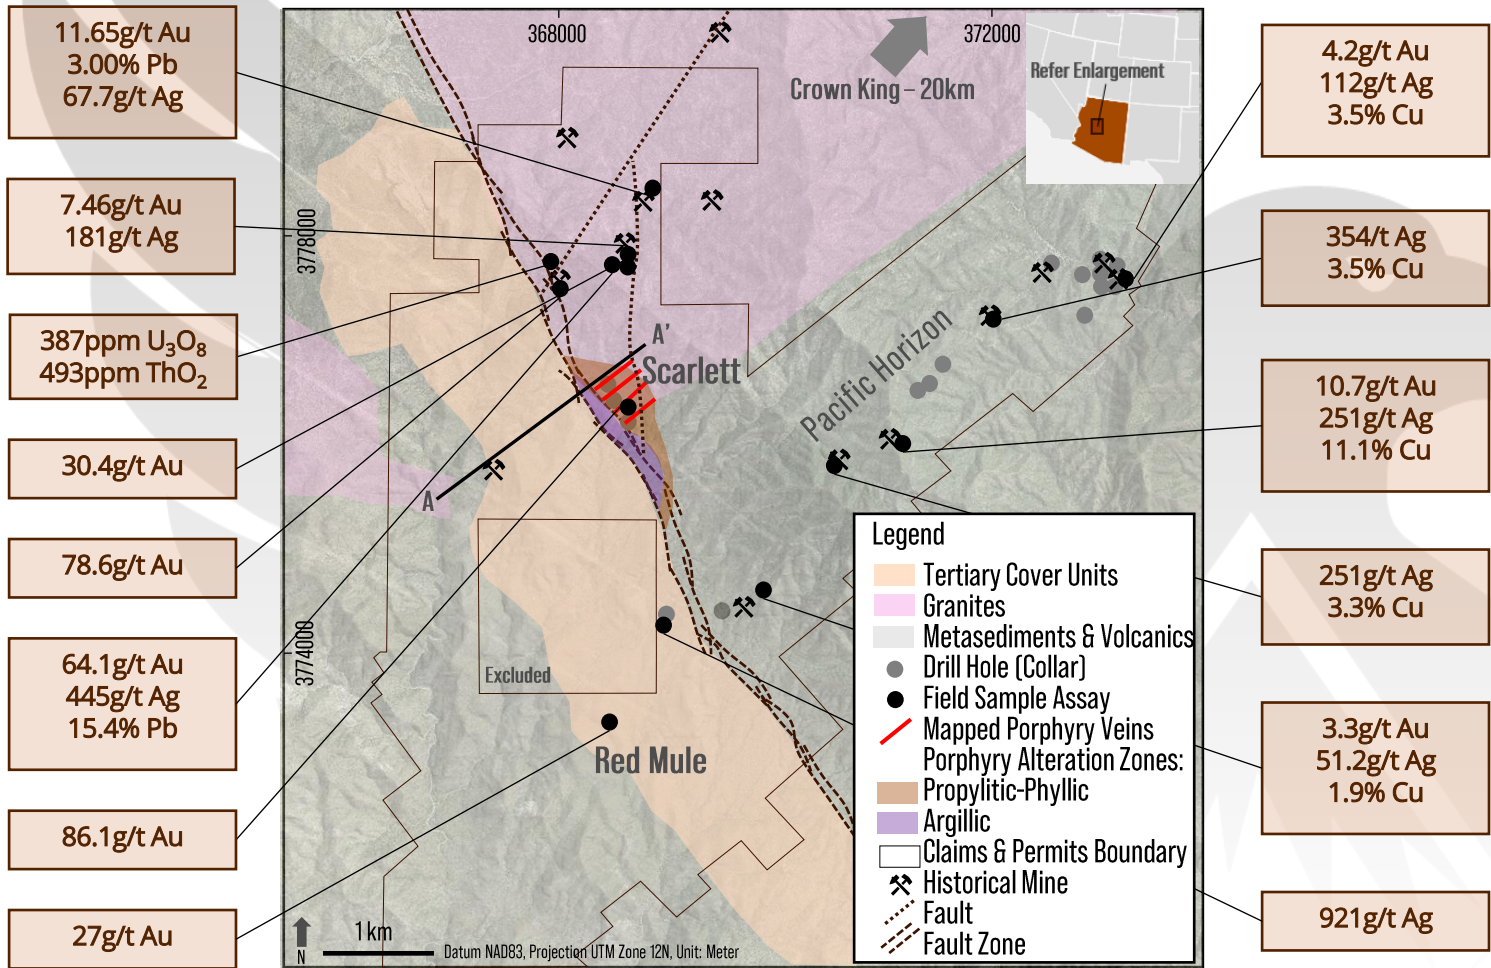 11.65g/t Au
3.00% Pb
67.7g/t Ag
7.46g/t Au
181g/t Ag
387ppm U₃O₈
493ppm ThO₂
30.4g/t Au
78.6g/t Au
64.1g/t Au
445g/t Ag
15.4% Pb
86.1g/t Au
27g/t Au
368000
372000
3778000
3774000
Crown King – 20km
Refer Enlargement
A'
Scarlett
A
Pacific Horizon
Excluded
Red Mule
N
1 km
Datum NAD83, Projection UTM Zone 12N, Unit: Meter
Legend
Tertiary Cover Units
Granites
Metasediments & Volcanics
Drill Hole (Collar)
Field Sample Assay
Mapped Porphyry Veins
Porphyry Alteration Zones:
Propylitic-Phyllic
Argillic
Claims & Permits Boundary
Historical Mine
Fault
Fault Zone
4.2g/t Au
112g/t Ag
3.5% Cu
354/t Ag
3.5% Cu
10.7g/t Au
251g/t Ag
11.1% Cu
251g/t Ag
3.3% Cu
3.3g/t Au
51.2g/t Ag
1.9% Cu
921g/t Ag